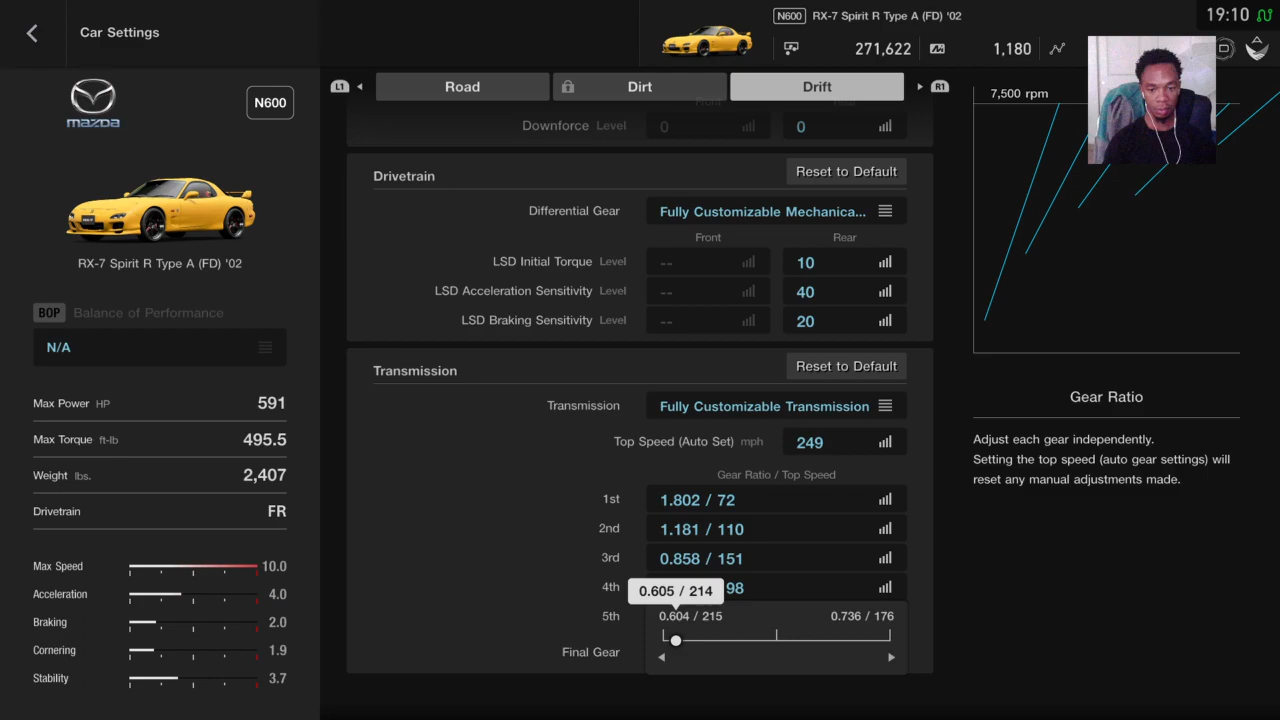 Car Settings
N600 RX-7 Spirit R Type A (FD) '02
19:10
271,622
1,180
D
A
MAZDA
N600
L1 Road Dirt Drift R1
7,500 rpm
Downforce Level 0 0
RX-7 Spirit R Type A (FD) '02
Drivetrain Reset to Default
Differential Gear Fully Customizable Mechanica...
Front Rear
LSD Initial Torque Level -- 10
LSD Acceleration Sensitivity Level -- 40
LSD Braking Sensitivity Level -- 20
BOP Balance of Performance
N/A
Transmission Reset to Default
Transmission Fully Customizable Transmission
Top Speed (Auto Set) mph 249
Gear Ratio / Top Speed
1st 1.802 / 72
2nd 1.181 / 110
3rd 0.858 / 151
4th 98
0.605 / 214
5th 0.604 / 215 0.736 / 176
Final Gear
Max Power HP 591
Max Torque ft-lb 495.5
Weight lbs. 2,407
Drivetrain FR
Max Speed 10.0
Acceleration 4.0
Braking 2.0
Cornering 1.9
Stability 3.7
Gear Ratio
Adjust each gear independently.
Setting the top speed (auto gear settings) will
reset any manual adjustments made.